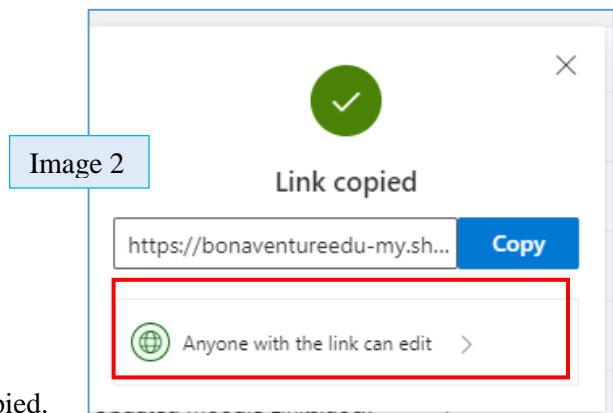 Image 2
Link copied
https://bonaventureedu-my.sh... Copy
Anyone with the link can edit
pied.